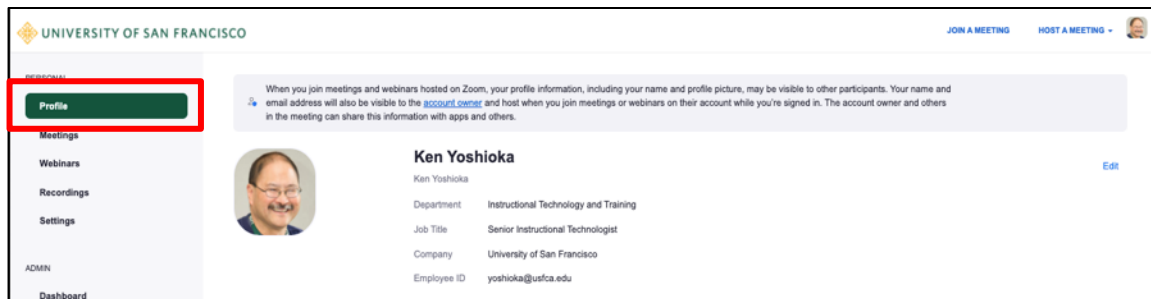 UNIVERSITY OF SAN FRANCISCO
JOIN A MEETING
HOST A MEETING
PERSONAL
Profile
Meetings
Webinars
Recordings
Settings
ADMIN
Dashboard
When you join meetings and webinars hosted on Zoom, your profile information, including your name and profile picture, may be visible to other participants. Your name and
email address will also be visible to the account owner and host when you join meetings or webinars on their account while you're signed in. The account owner and others
in the meeting can share this information with apps and others.
Ken Yoshioka
Edit
Ken Yoshioka
Department Instructional Technology and Training
Job Title Senior Instructional Technologist
Company University of San Francisco
Employee ID yoshioka@usfca.edu